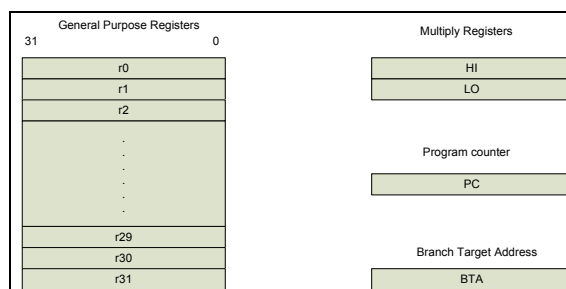 General Purpose Registers
31 0
r0
r1
r2
.
.
.
.
.
.
r29
r30
r31
Multiply Registers
HI
LO
Program counter
PC
Branch Target Address
BTA